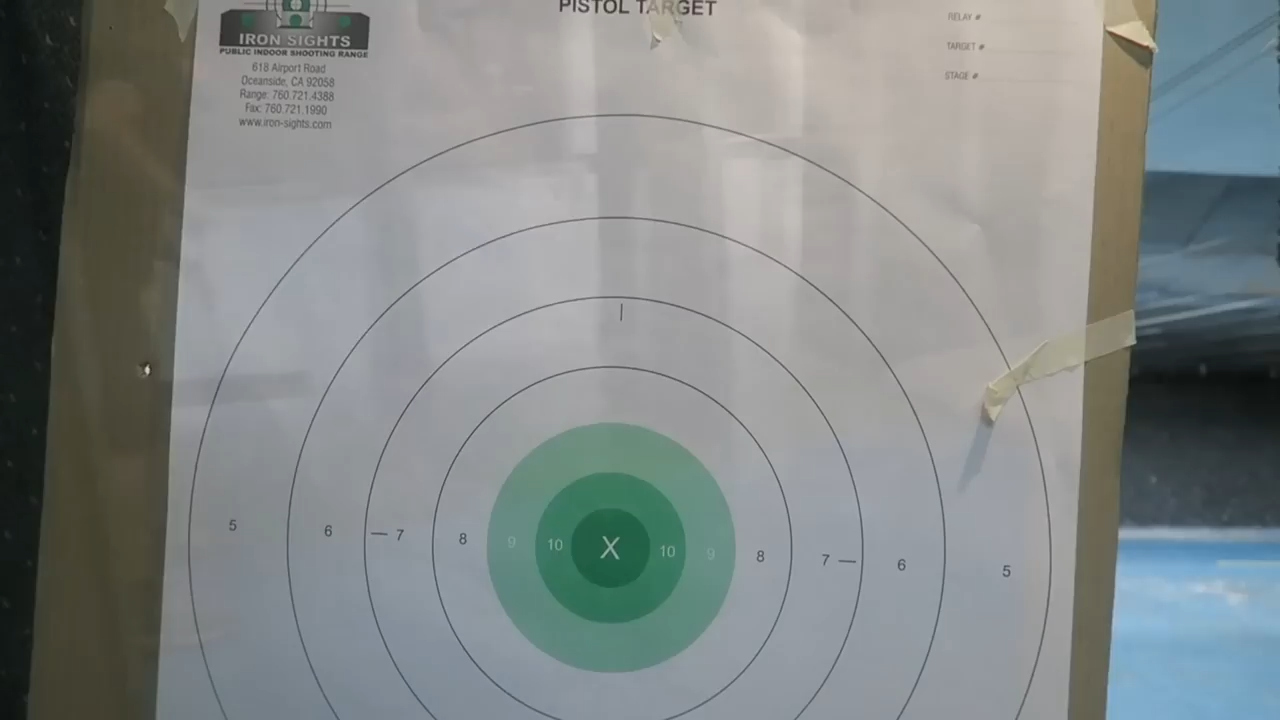 PISTOL TARGET
IRON SIGHTS
PUBLIC INDOOR SHOOTING RANGE
618 Airport Road
Oceanside, CA 92058
Range: 760.721.4388
Fax: 760.721.1990
www.iron-sights.com
RELAY #
TARGET #
STAGE #
5 6 7 8 9 10 X 10 9 8 7 6 5